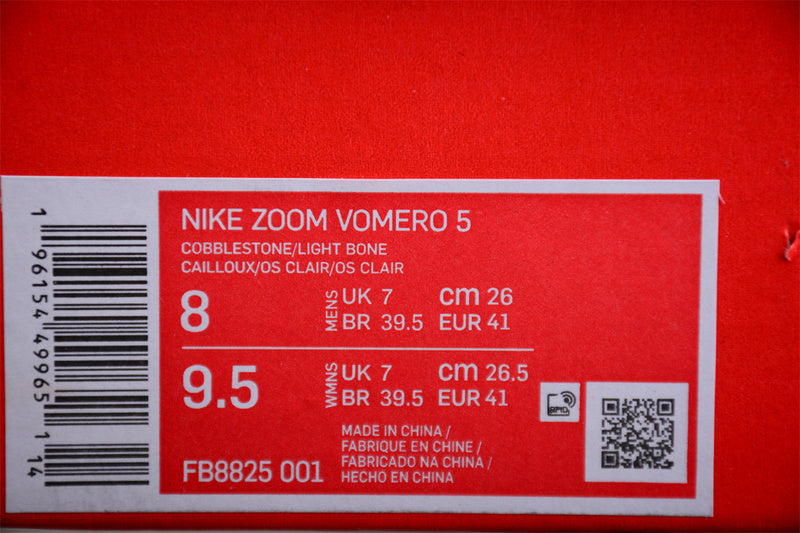 1 96154 49965 1 14
NIKE ZOOM VOMERO 5
COBBLESTONE/LIGHT BONE
CAILLOUX/OS CLAIR/OS CLAIR
8 MENS UK 7 cm 26
BR 39.5 EUR 41
9.5 WMNS UK 7 cm 26.5
BR 39.5 EUR 41
RFID
MADE IN CHINA /
FABRIQUE EN CHINE /
FABRICADO NA CHINA /
HECHO EN CHINA
FB8825 001